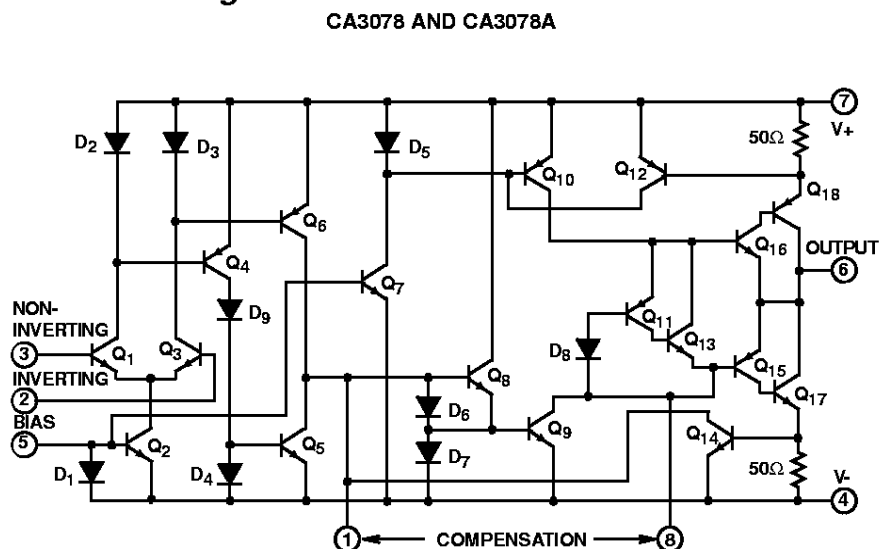 CA3078 AND CA3078A
7
V+
50Ω
D2
D3
D5
Q10
Q12
Q18
Q6
Q16
OUTPUT
6
Q4
Q7
NON-
INVERTING
3
D9
Q11
Q13
Q1
Q3
D8
Q15
INVERTING
2
Q8
Q17
BIAS
5
D6
Q2
Q5
Q9
Q14
D1
D4
D7
50Ω
V-
4
1
COMPENSATION
8